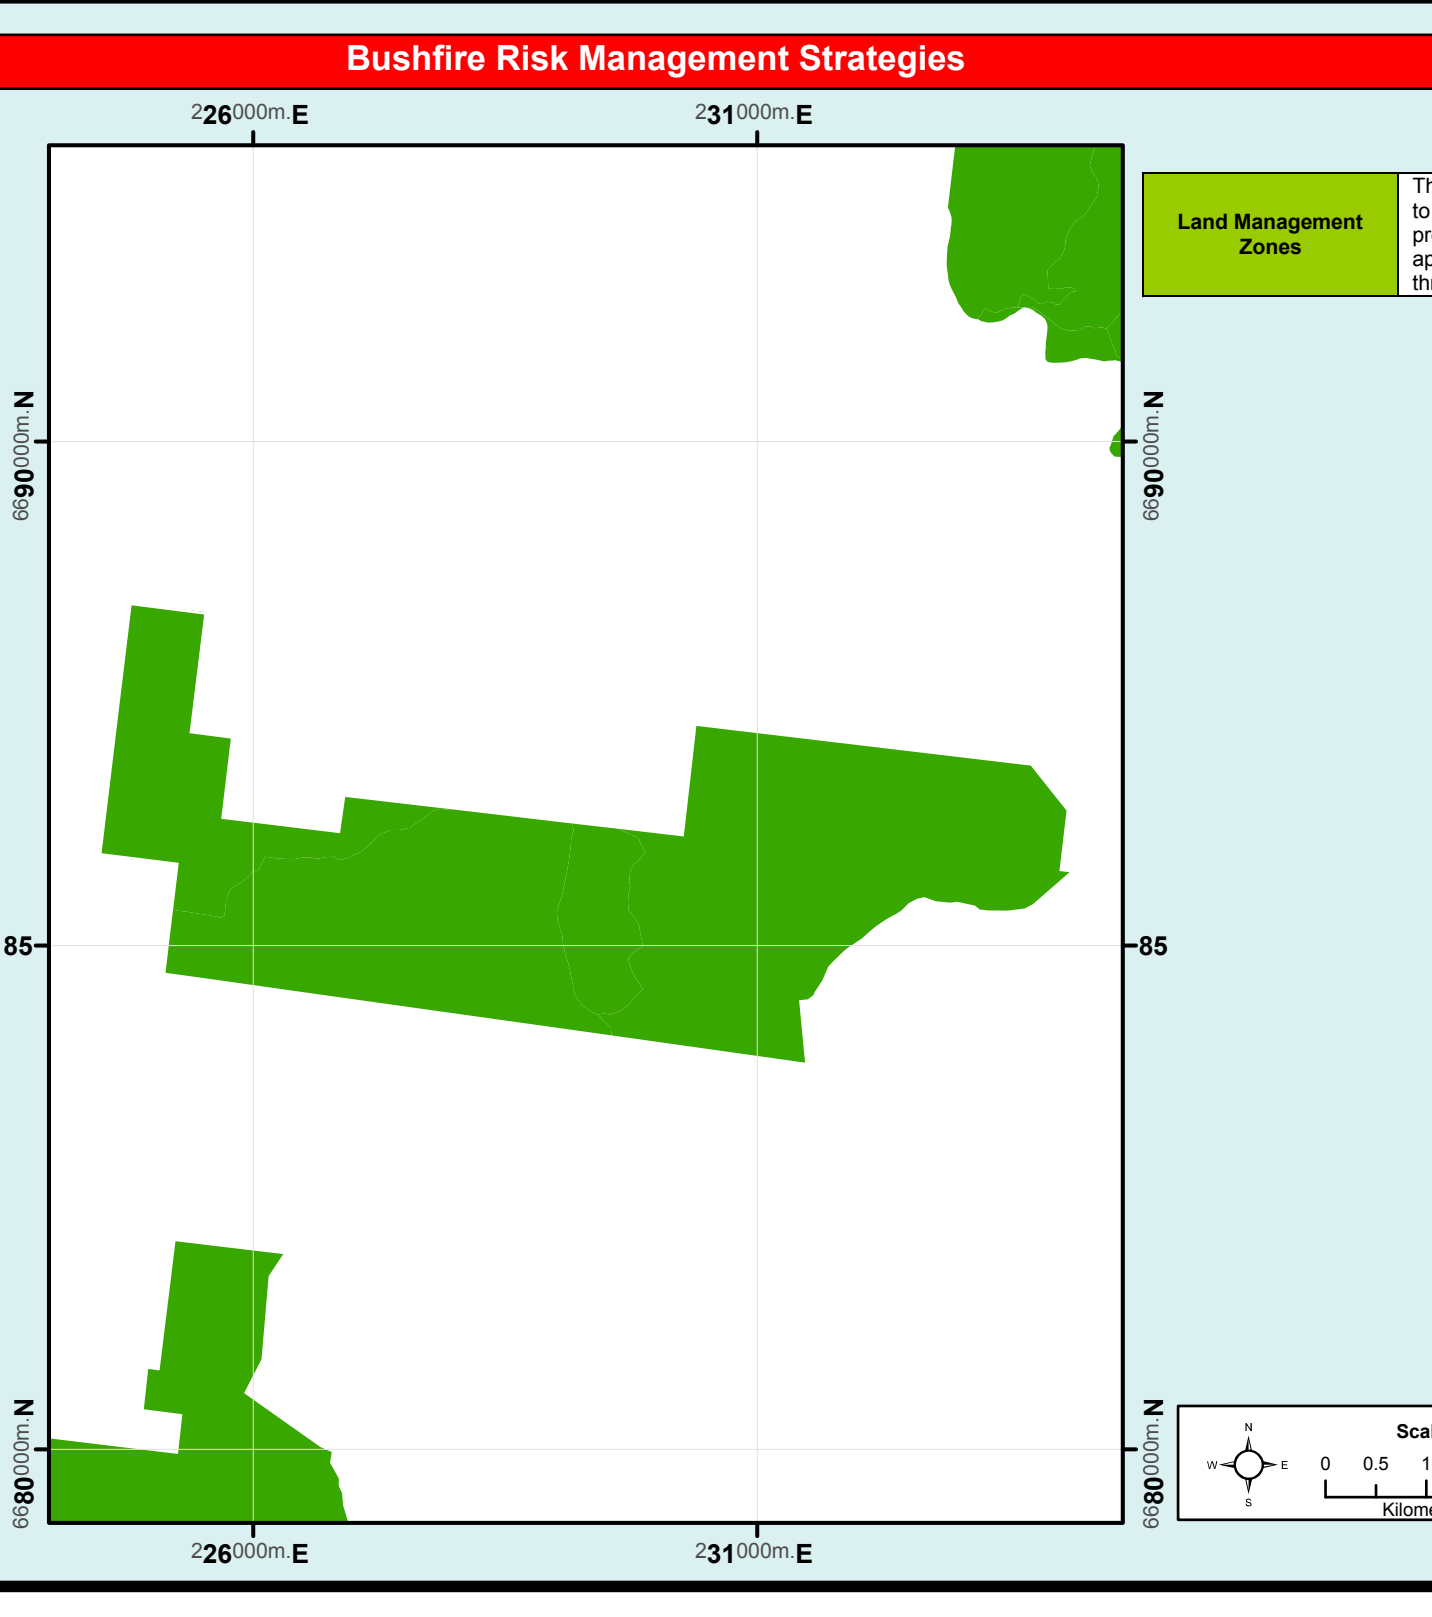 Bushfire Risk Management Strategies
226000m.E 231000m.E
Land Management
Zones
6690000m.N
6690000m.N
85
85
6680000m.N
6680000m.N
N
W E
S
0 0.5 1
226000m.E 231000m.E